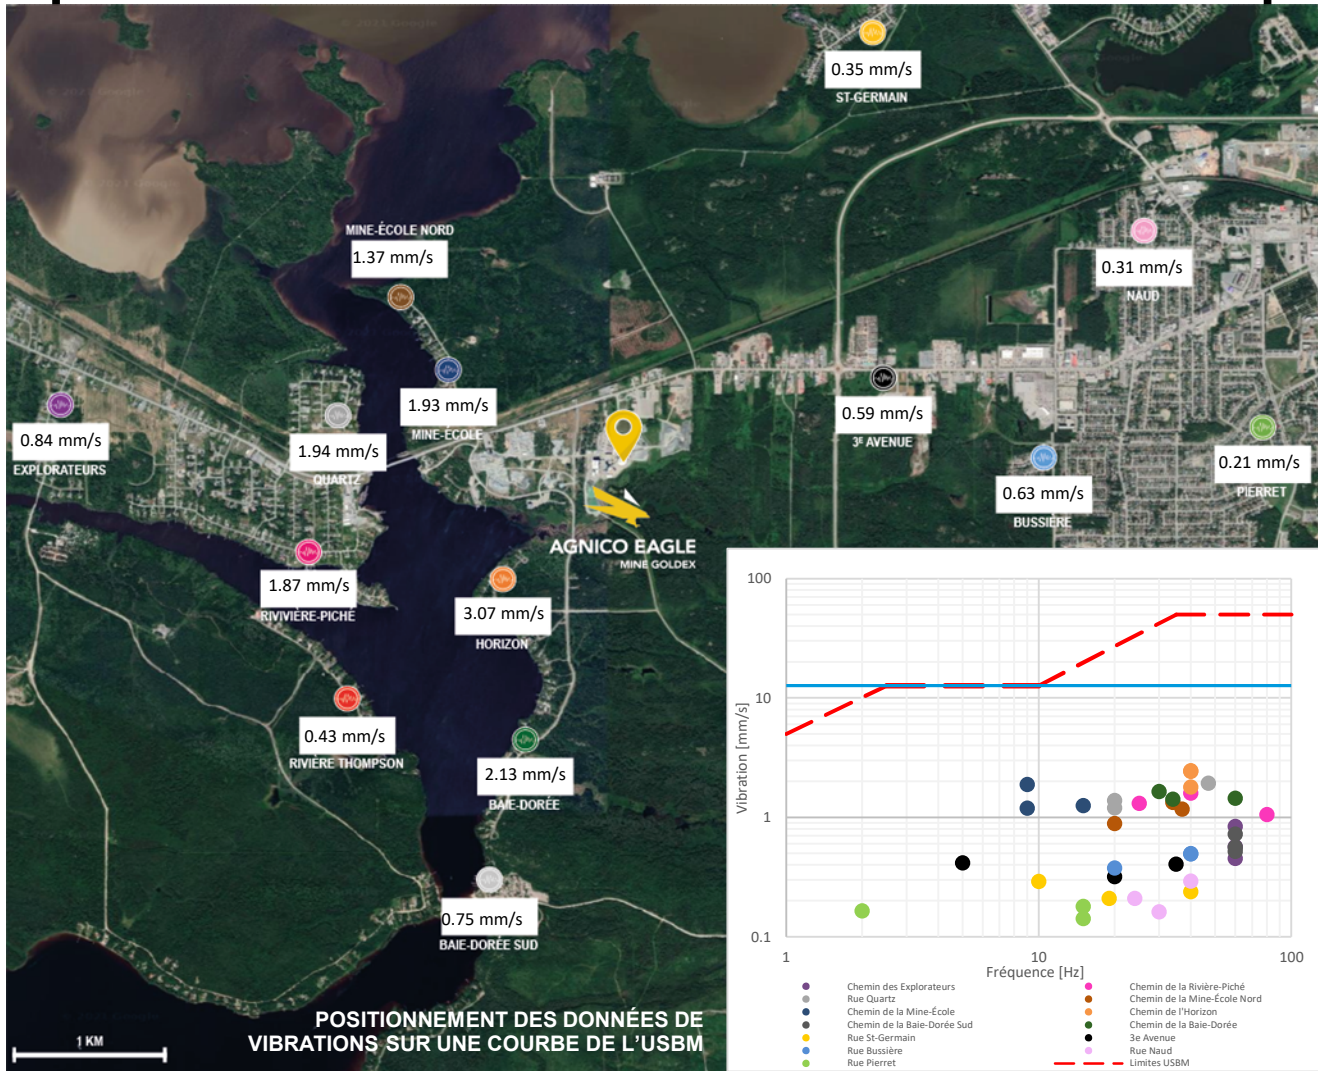 0.35 mm/s
ST-GERMAIN
MINE-ÉCOLE NORD
1.37 mm/s
0.31 mm/s
NAUD
1.93 mm/s
MINE-ÉCOLE
0.84 mm/s
EXPLORATEURS
1.94 mm/s
QUARTZ
0.59 mm/s
3E AVENUE
0.21 mm/s
PIERRET
0.63 mm/s
BUSSIÈRE
AGNICO EAGLE
MINE GOLDEX
1.87 mm/s
RIVIVIÈRE-PICHÉ
3.07 mm/s
HORIZON
0.43 mm/s
RIVIÈRE THOMPSON
2.13 mm/s
BAIE-DORÉE
0.75 mm/s
BAIE-DORÉE SUD
POSITIONNEMENT DES DONNÉES DE
VIBRATIONS SUR UNE COURBE DE L'USBM
1 KM
Vibration [mm/s]
100
10
1
0.1
1
10
100
Fréquence [Hz]
Chemin des Explorateurs
Chemin de la Rivière-Piché
Rue Quartz
Chemin de la Mine-École Nord
Chemin de la Mine-École
Chemin de l'Horizon
Chemin de la Baie-Dorée Sud
Chemin de la Baie-Dorée
Rue St-Germain
3e Avenue
Rue Bussière
Rue Naud
Rue Pierret
Limites USBM